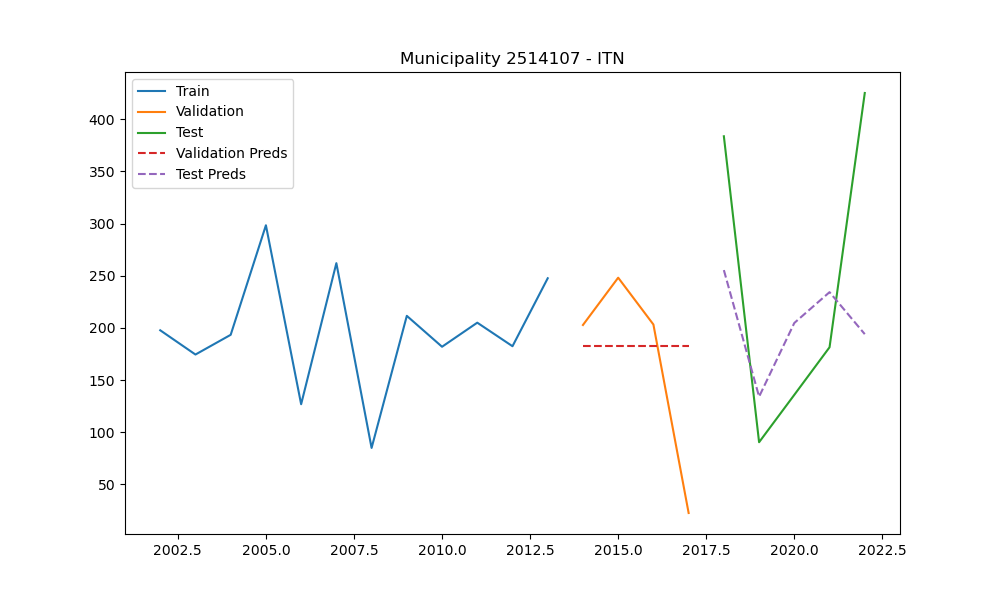 Municipality 2514107 - ITN
Train
Validation
Test
Validation Preds
Test Preds
400
350
300
250
200
150
100
50
2002.5 2005.0 2007.5 2010.0 2012.5 2015.0 2017.5 2020.0 2022.5